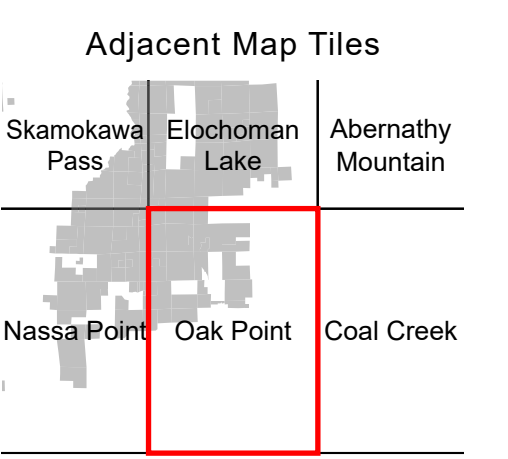 Adjacent Map Tiles
Skamokawa
Pass
Elochoman
Lake
Abernathy
Mountain
Nassa Point
Oak Point
Coal Creek